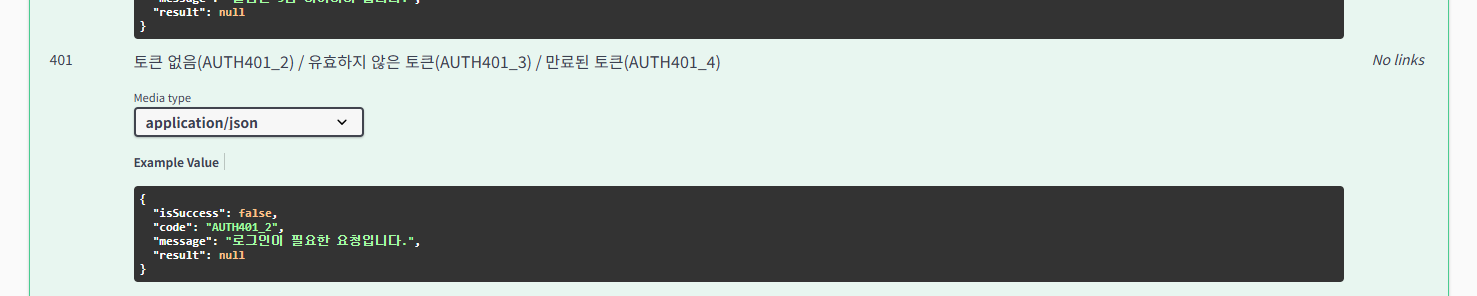 "result": null
}
401 토큰 없음(AUTH401_2) / 유효하지 않은 토큰(AUTH401_3) / 만료된 토큰(AUTH401_4) No links
Media type
application/json
Example Value
{
"isSuccess": false,
"code": "AUTH401_2",
"message": "로그인이 필요한 요청입니다.",
"result": null
}